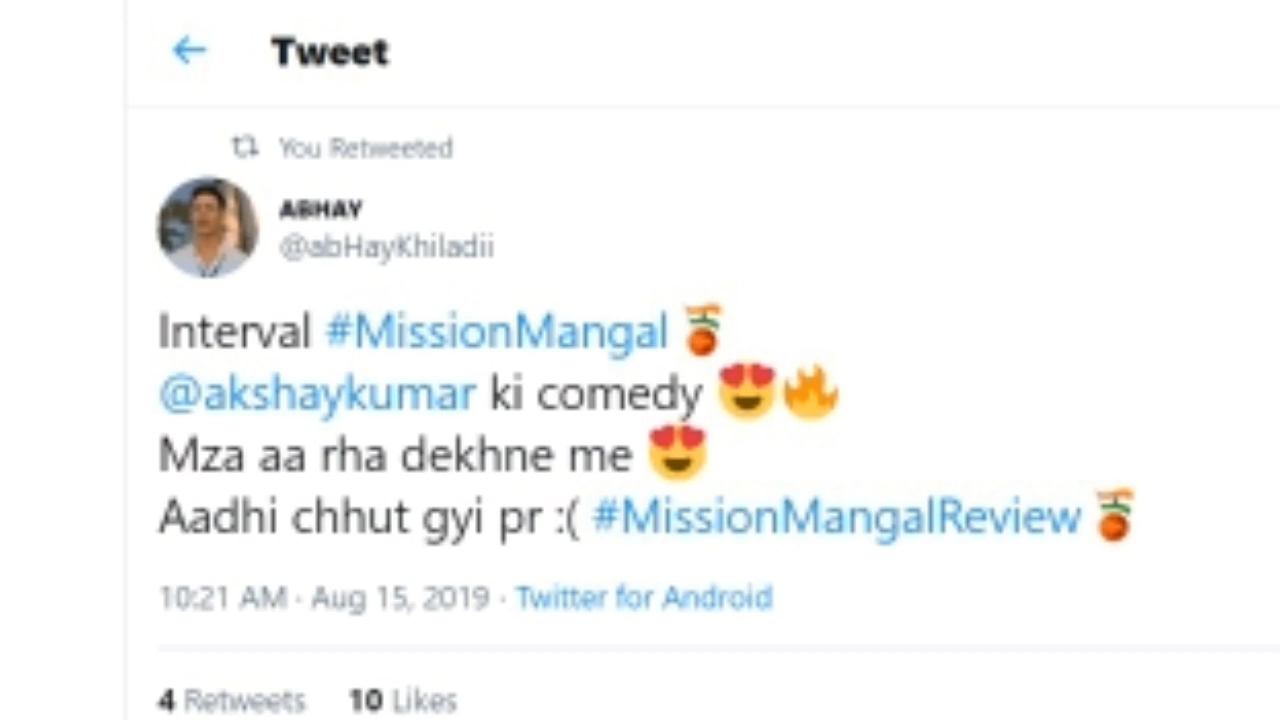 Tweet
You Retweeted
ABHAY
@abHayKhiladii
Interval #MissionMangal
@akshaykumar ki comedy 😍🔥
Mza aa rha dekhne me 😍
Aadhi chhut gyi pr :( #MissionMangalReview
10:21 AM · Aug 15, 2019 · Twitter for Android
4 Retweets 10 Likes